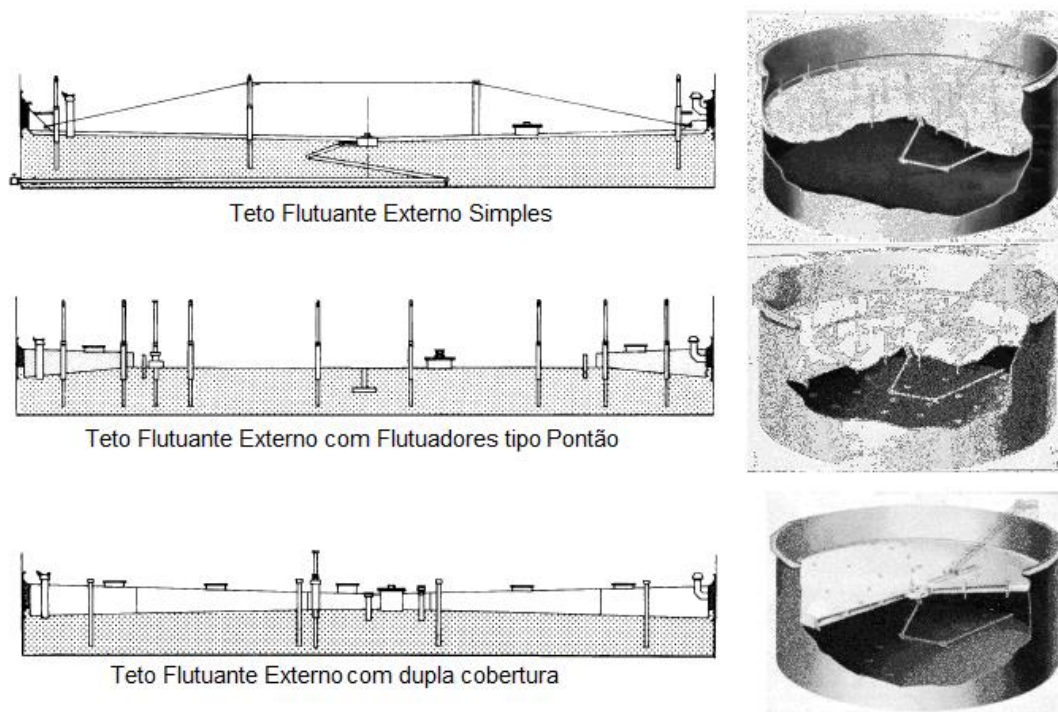 Teto Flutuante Externo Simples
Teto Flutuante Externo com Flutuadores tipo Pontão
Teto Flutuante Externo com dupla cobertura